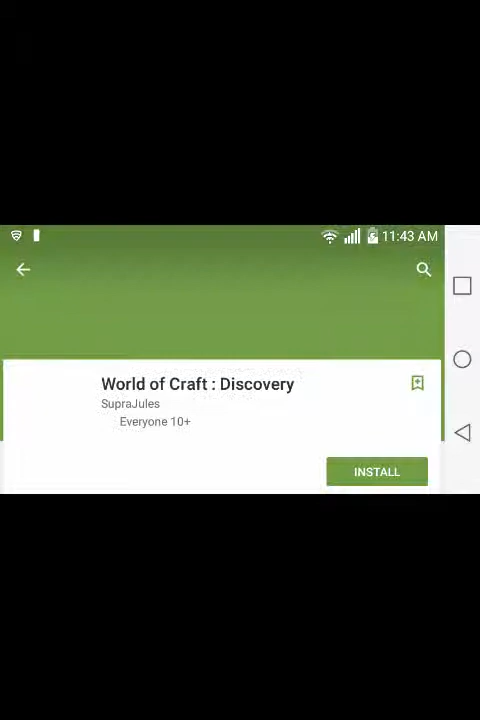 11:43 AM
World of Craft : Discovery
SupraJules
Everyone 10+
INSTALL